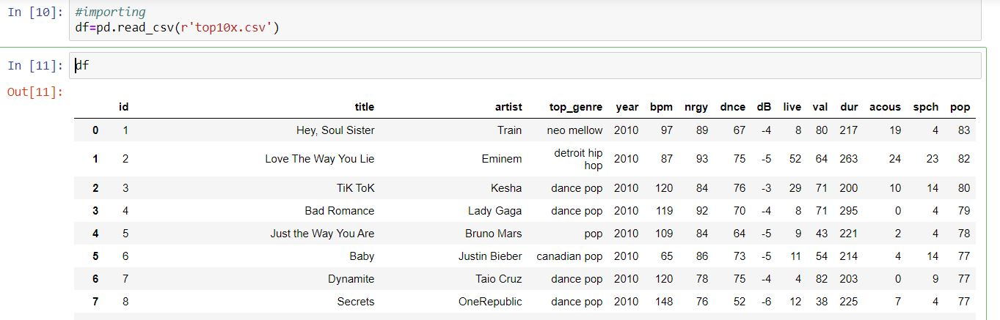 In [10]: #importing
df=pd.read_csv(r'top10x.csv')
In [11]: df
Out[11]:
id title artist top_genre year bpm nrgy dnce dB live val dur acous spch pop
0 1 Hey, Soul Sister Train neo mellow 2010 97 89 67 -4 8 80 217 19 4 83
1 2 Love The Way You Lie Eminem detroit hip hop 2010 87 93 75 -5 52 64 263 24 23 82
2 3 TiK ToK Kesha dance pop 2010 120 84 76 -3 29 71 200 10 14 80
3 4 Bad Romance Lady Gaga dance pop 2010 119 92 70 -4 8 71 295 0 4 79
4 5 Just the Way You Are Bruno Mars pop 2010 109 84 64 -5 9 43 221 2 4 78
5 6 Baby Justin Bieber canadian pop 2010 65 86 73 -5 11 54 214 4 14 77
6 7 Dynamite Taio Cruz dance pop 2010 120 78 75 -4 4 82 203 0 9 77
7 8 Secrets OneRepublic dance pop 2010 148 76 52 -6 12 38 225 7 4 77